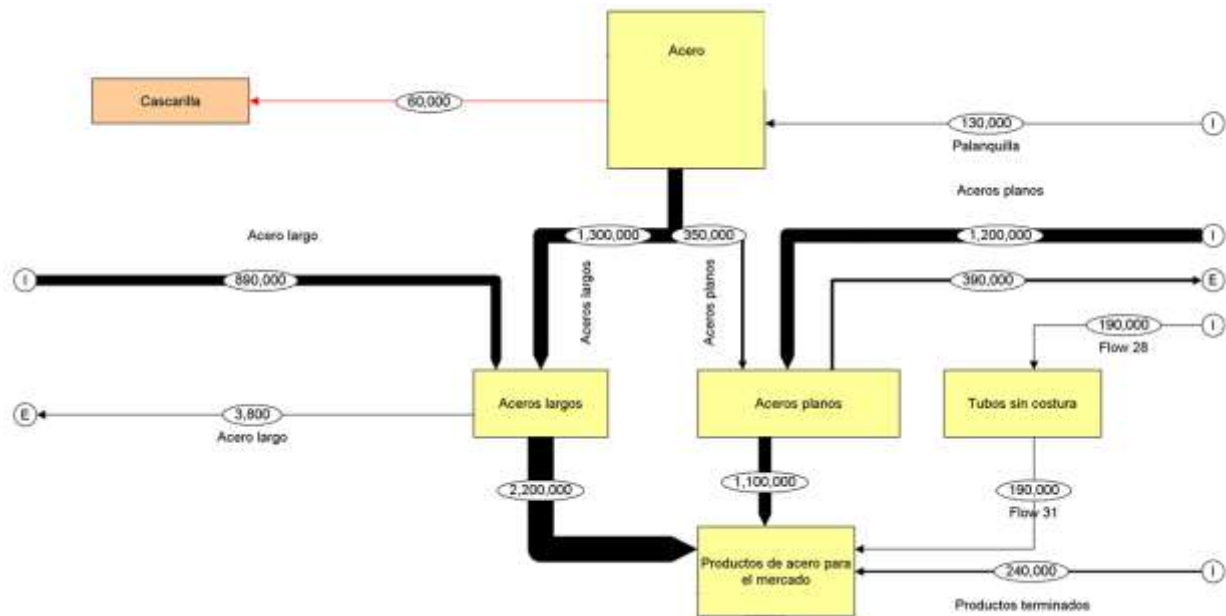 Acero
Cascarilla
60,000
130,000
I
Palanquilla
Aceros planos
Acero largo
1,300,000
350,000
1,200,000
I
Aceros largos
Aceros planos
I
890,000
390,000
E
190,000
I
Flow 28
Aceros largos
Aceros planos
Tubos sin costura
E
3,800
Acero largo
2,200,000
1,100,000
190,000
Flow 31
Productos de acero para
el mercado
240,000
I
Productos terminados